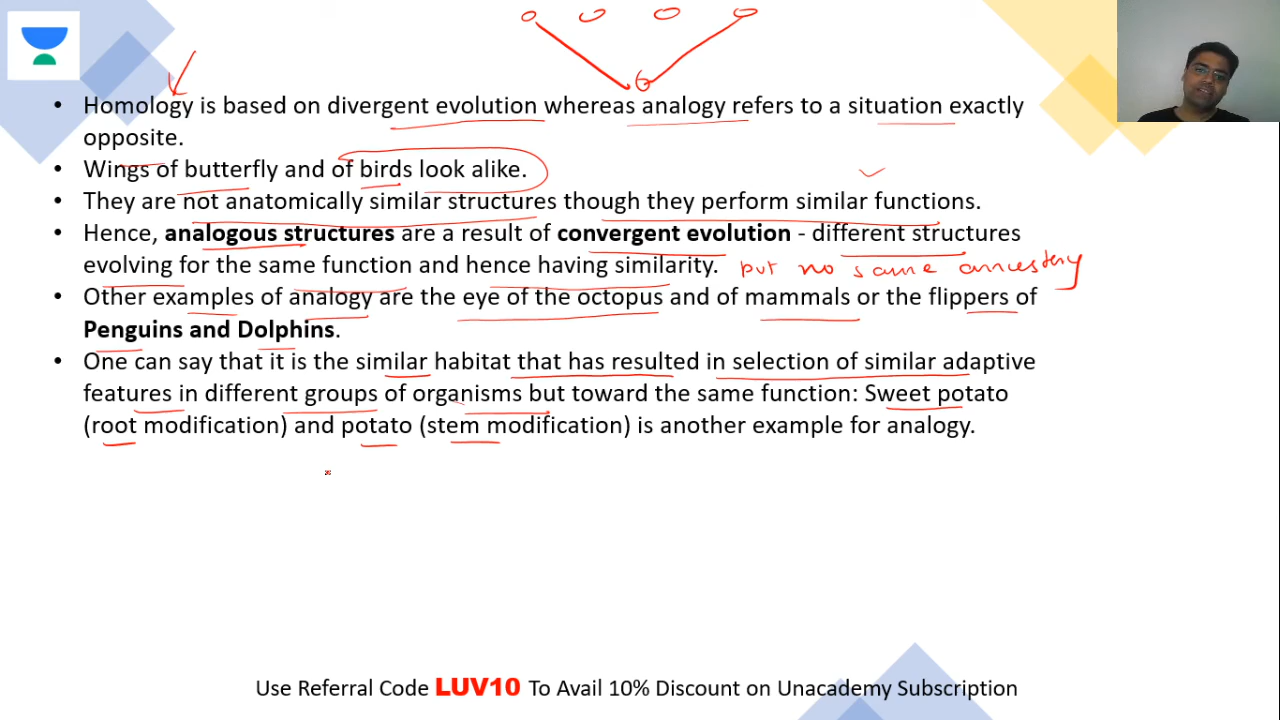 • Homology is based on divergent evolution whereas analogy refers to a situation exactly
opposite.
• Wings of butterfly and of birds look alike.
• They are not anatomically similar structures though they perform similar functions.
• Hence, analogous structures are a result of convergent evolution - different structures
evolving for the same function and hence having similarity. but no same ancestry
• Other examples of analogy are the eye of the octopus and of mammals or the flippers of
Penguins and Dolphins.
• One can say that it is the similar habitat that has resulted in selection of similar adaptive
features in different groups of organisms but toward the same function: Sweet potato
(root modification) and potato (stem modification) is another example for analogy.
Use Referral Code LUV10 To Avail 10% Discount on Unacademy Subscription